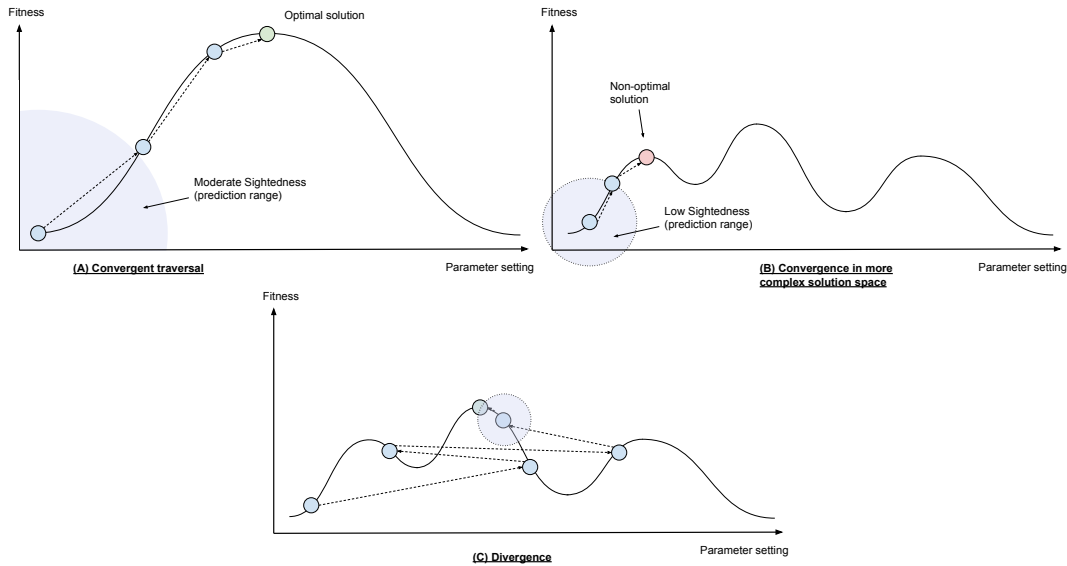 Fitness
Optimal solution
Moderate Sightedness
(prediction range)
(A) Convergent traversal
Parameter setting
Fitness
Non-optimal
solution
Low Sightedness
(prediction range)
(B) Convergence in more
complex solution space
Parameter setting
Fitness
(C) Divergence
Parameter setting